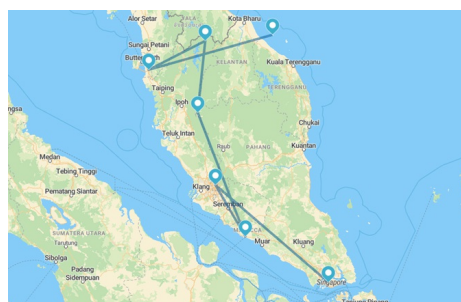 Alor Setar
Kota Bharu
Sungai Petani
KELANTAN
Kuala Terengganu
TERENGGANU
Taiping
Ipoh
Chukai
Teluk Intan
Raub
PAHANG
Kuantan
Medan
Tebing Tinggi
Klang
Pematang Siantar
Seremban
SUMATERA UTARA
Tarutung
Muar
Kluang
Sibolga
Padang
Sidempuan
Singapore